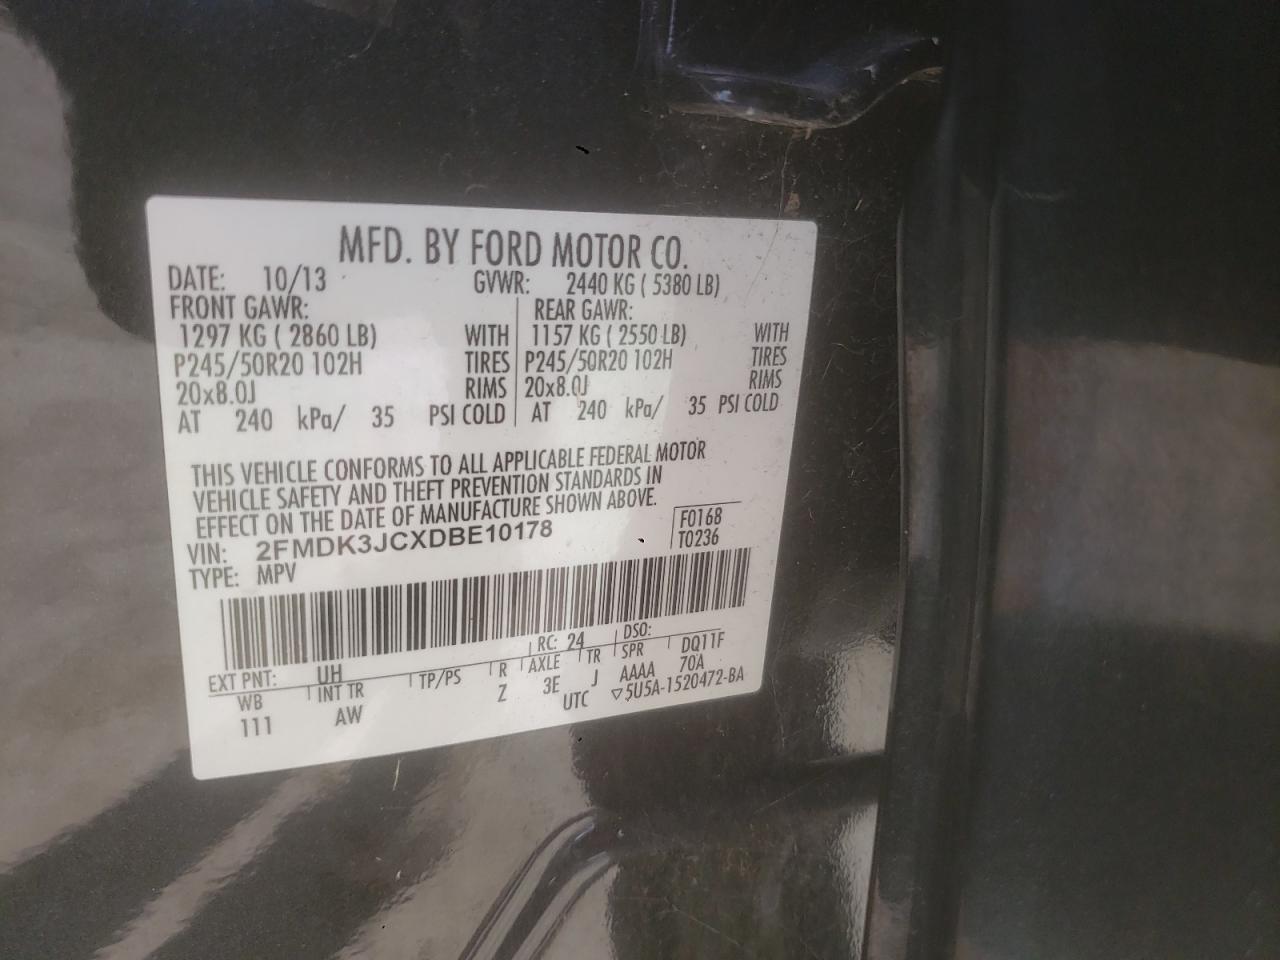 MFD. BY FORD MOTOR CO.
DATE: 10/13 GVWR: 2440 KG ( 5380 LB)
FRONT GAWR: REAR GAWR:
1297 KG ( 2860 LB) WITH 1157 KG ( 2550 LB) WITH
P245/50R20 102H TIRES P245/50R20 102H TIRES
20x8.0J RIMS 20x8.0J RIMS
AT 240 kPa/ 35 PSI COLD AT 240 kPa/ 35 PSI COLD
THIS VEHICLE CONFORMS TO ALL APPLICABLE FEDERAL MOTOR
VEHICLE SAFETY AND THEFT PREVENTION STANDARDS IN
EFFECT ON THE DATE OF MANUFACTURE SHOWN ABOVE.
VIN: 2FMDK3JCXDBE10178 F0168
TYPE: MPV T0236
RC: 24 DSO:
EXT PNT: UH
WB INT TR TP/PS R AXLE TR SPR DQ11F
111 AW Z 3E J AAAA 70A
UTC ▽5U5A-1520472-BA